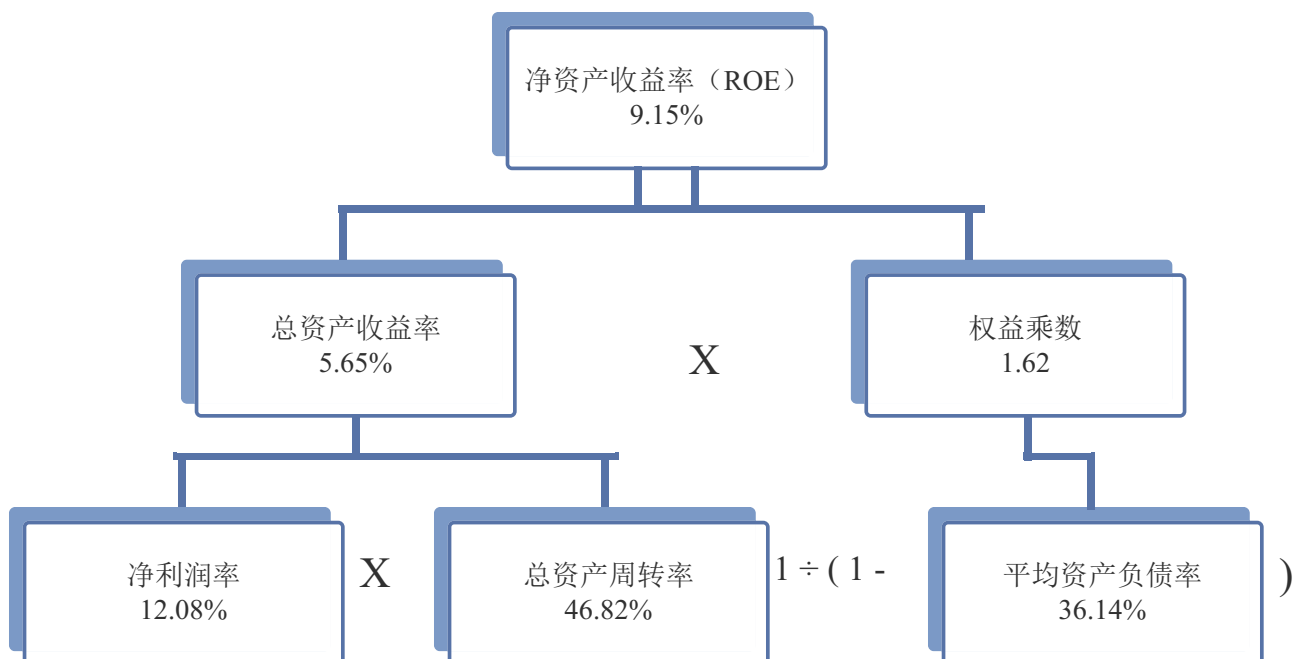 净资产收益率（ROE）
9.15%
总资产收益率
5.65%
X
权益乘数
1.62
净利润率
12.08%
X
总资产周转率
46.82%
1 ÷ ( 1 -
平均资产负债率
36.14%
)